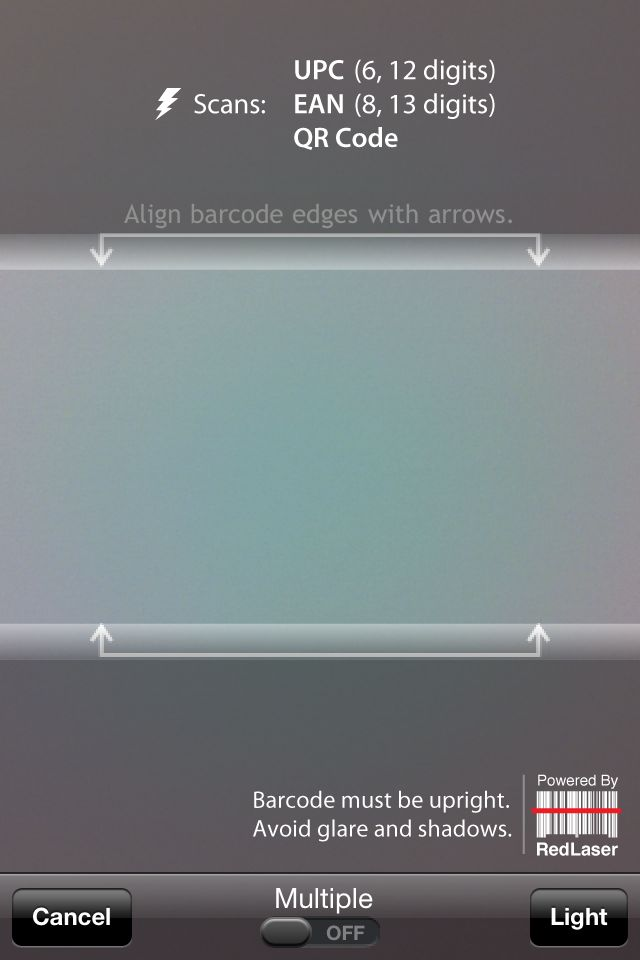 Scans:
UPC (6, 12 digits)
EAN (8, 13 digits)
QR Code
Align barcode edges with arrows.
Barcode must be upright.
Avoid glare and shadows.
Powered By
RedLaser
Cancel
Multiple
OFF
Light